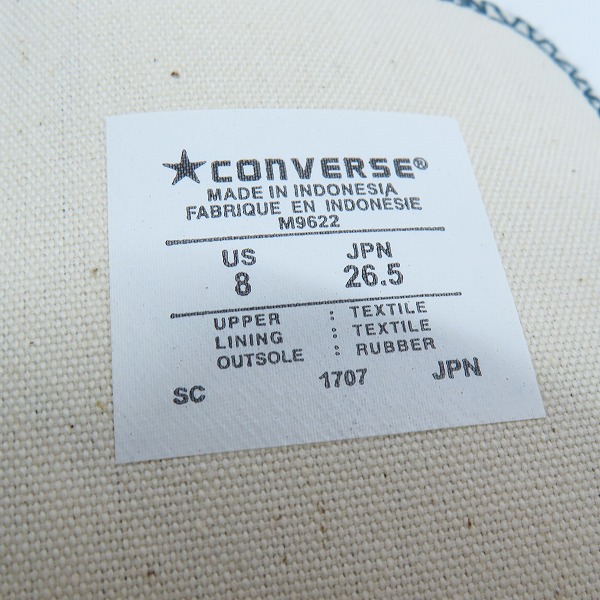 ★CONVERSE®
MADE IN INDONESIA
FABRIQUE EN INDONESIE
M9622
US JPN
8 26.5
UPPER : TEXTILE
LINING : TEXTILE
OUTSOLE : RUBBER
SC 1707 JPN